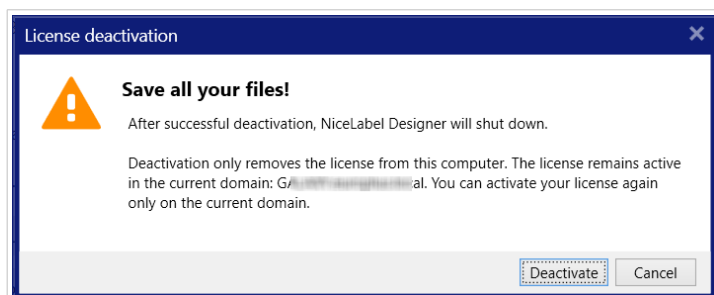 License deactivation
Save all your files!
After successful deactivation, NiceLabel Designer will shut down.
Deactivation only removes the license from this computer. The license remains active
in the current domain: G al. You can activate your license again
only on the current domain.
Deactivate Cancel